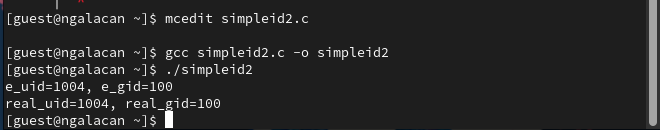 [guest@ngalacan ~]$ mcedit simpleid2.c
[guest@ngalacan ~]$ gcc simpleid2.c -o simpleid2
[guest@ngalacan ~]$ ./simpleid2
e_uid=1004, e_gid=100
real_uid=1004, real_gid=100
[guest@ngalacan ~]$